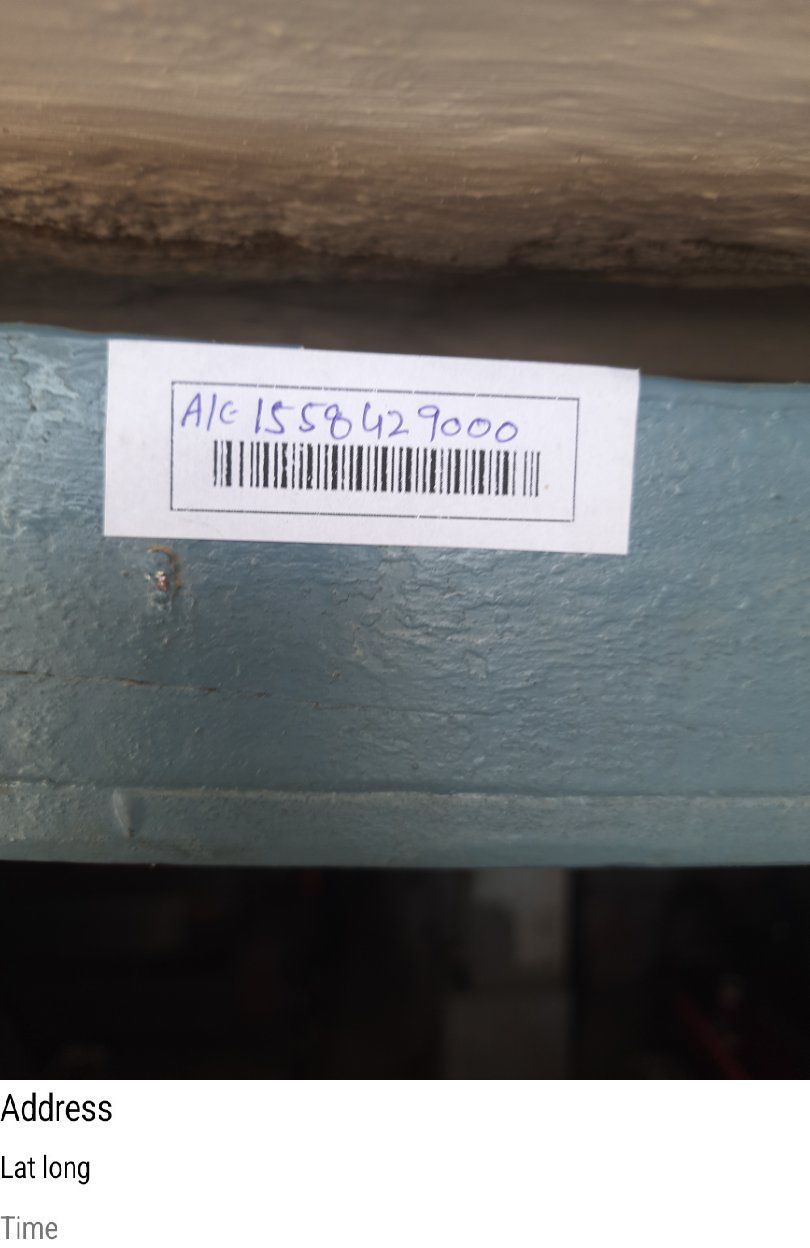 A/C 1558429000
Address
Lat long
Time